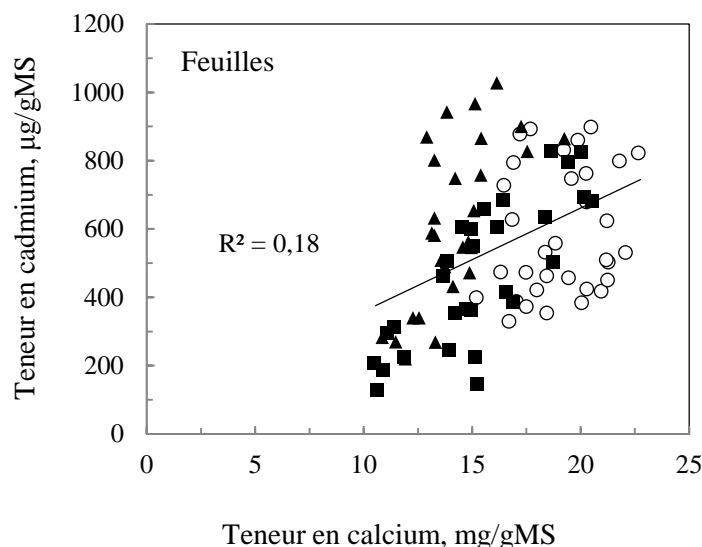 1200
Feuilles
1000
800
600
R² = 0,18
400
200
0
0 5 10 15 20 25
Teneur en cadmium, µg/gMS
Teneur en calcium, mg/gMS